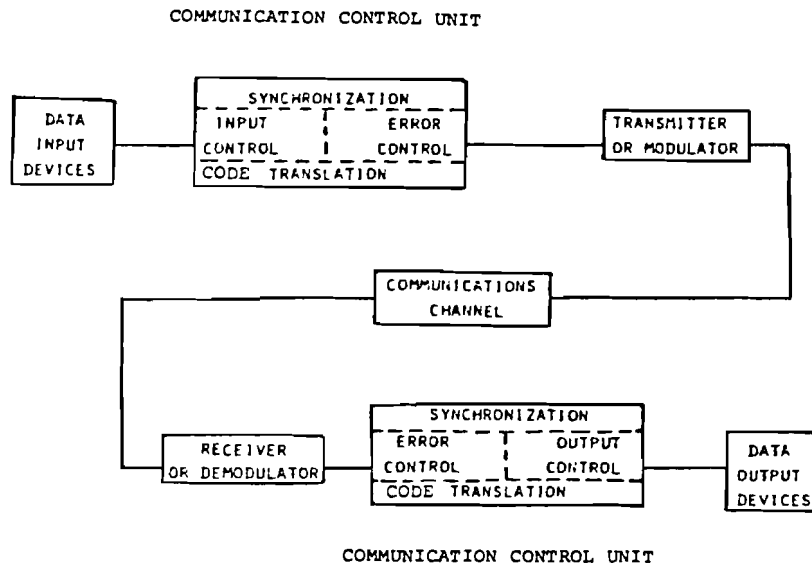 COMMUNICATION CONTROL UNIT
DATA
INPUT
DEVICES
SYNCHRONIZATION
INPUT
CONTROL
ERROR
CONTROL
CODE TRANSLATION
TRANSMITTER
OR MODULATOR
COMMUNICATIONS
CHANNEL
RECEIVER
OR DEMODULATOR
SYNCHRONIZATION
ERROR
CONTROL
OUTPUT
CONTROL
CODE TRANSLATION
DATA
OUTPUT
DEVICES
COMMUNICATION CONTROL UNIT